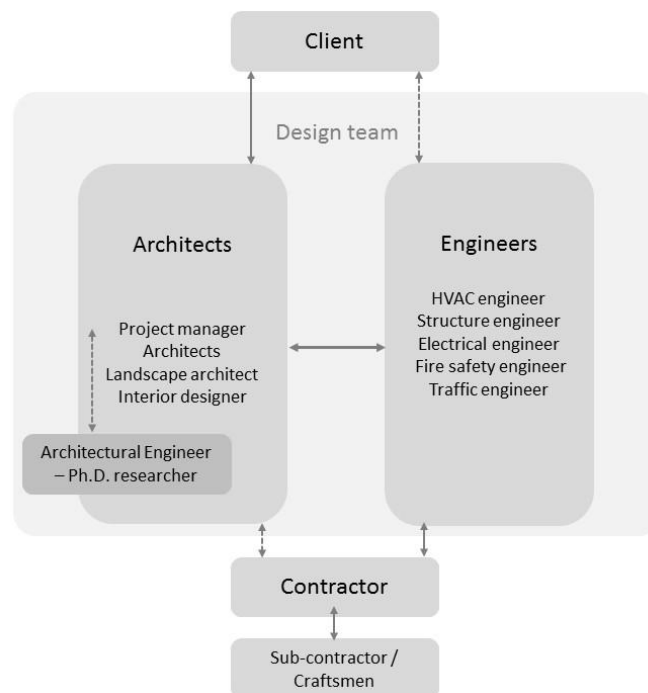 Client
Design team
Architects
Project manager
Architects
Landscape architect
Interior designer
Architectural Engineer
– Ph.D. researcher
Engineers
HVAC engineer
Structure engineer
Electrical engineer
Fire safety engineer
Traffic engineer
Contractor
Sub-contractor /
Craftsmen